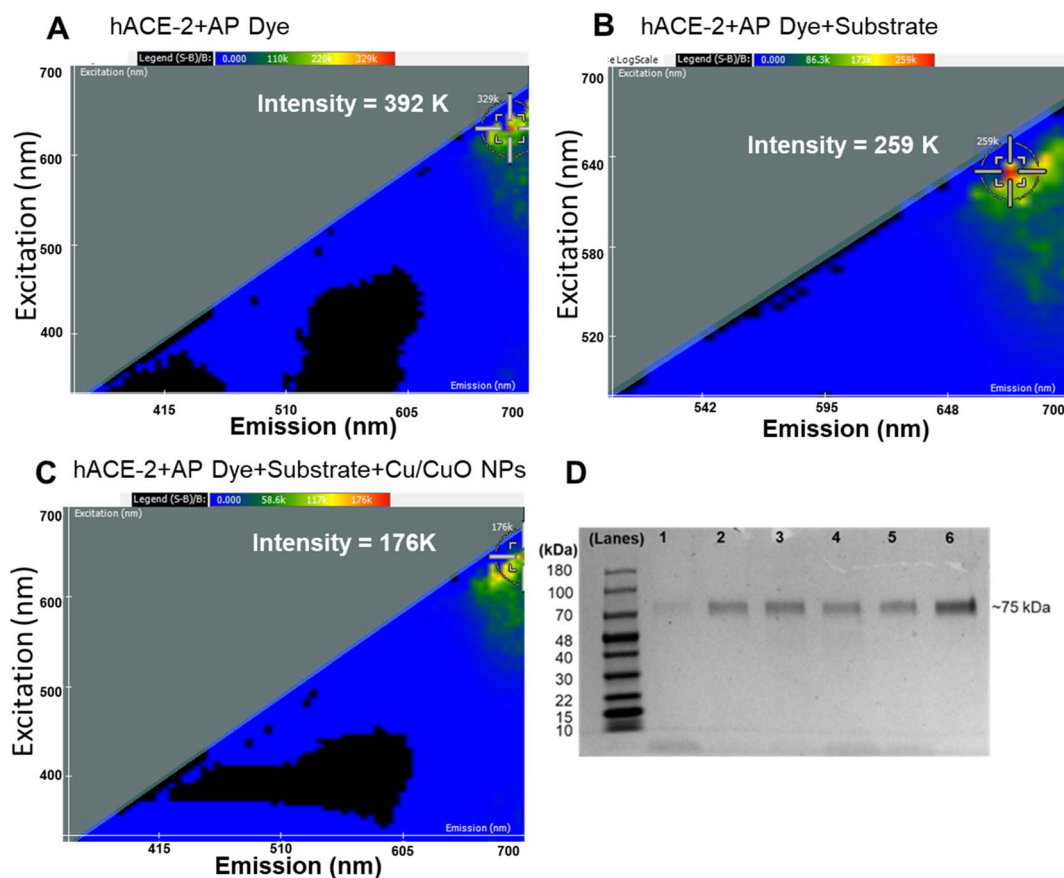 A hACE-2+AP Dye
Legend (S-B)/B: 0.000 110k 220k 329k
700
Excitation (nm)
Intensity = 392 K
329k
600
500
400
Excitation (nm)
Emission (nm)
415 510 605 700
Emission (nm)
B hACE-2+AP Dye+Substrate
se LogScale Legend (S-B)/B: 0.000 86.3k 173k 259k
700
Intensity = 259 K
259k
640
580
520
Excitation (nm)
Emission (nm)
542 595 648 700
Emission (nm)
C hACE-2+AP Dye+Substrate+Cu/CuO NPs
Legend (S-B)/B: 0.000 58.6k 117k 176k
700
Excitation (nm)
Intensity = 176K
176k
600
500
400
Excitation (nm)
Emission (nm)
415 510 605 700
Emission (nm)
D
(kDa) (Lanes) 1 2 3 4 5 6
180
100
70
48
40
30
22
15
10
~75 kDa